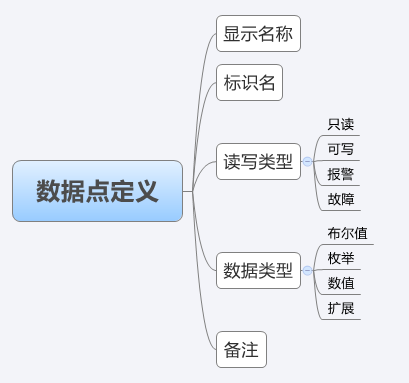 数据点定义
显示名称
标识名
读写类型
只读
可写
报警
故障
数据类型
布尔值
枚举
数值
扩展
备注